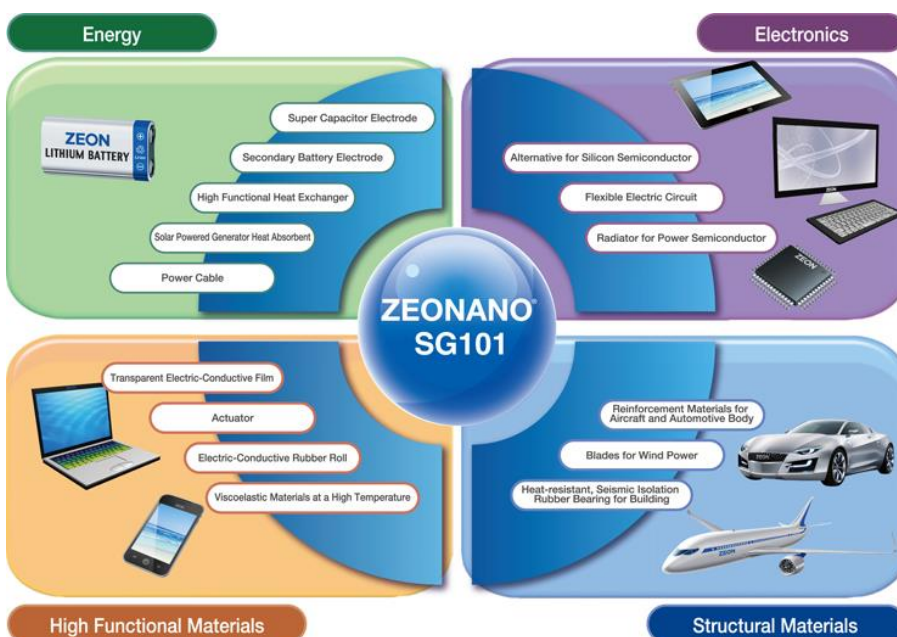 Energy
ZEON
LITHIUM BATTERY
Super Capacitor Electrode
Secondary Battery Electrode
High Functional Heat Exchanger
Solar Powered Generator Heat Absorbent
Power Cable
Electronics
Alternative for Silicon Semiconductor
Flexible Electric Circuit
Radiator for Power Semiconductor
ZEON
ZEONANO®
SG101
Transparent Electric-Conductive Film
Actuator
Electric-Conductive Rubber Roll
Viscoelastic Materials at a High Temperature
High Functional Materials
Reinforcement Materials for
Aircraft and Automotive Body
Blades for Wind Power
Heat-resistant, Seismic Isolation
Rubber Bearing for Building
ZEON
ZEON
Structural Materials